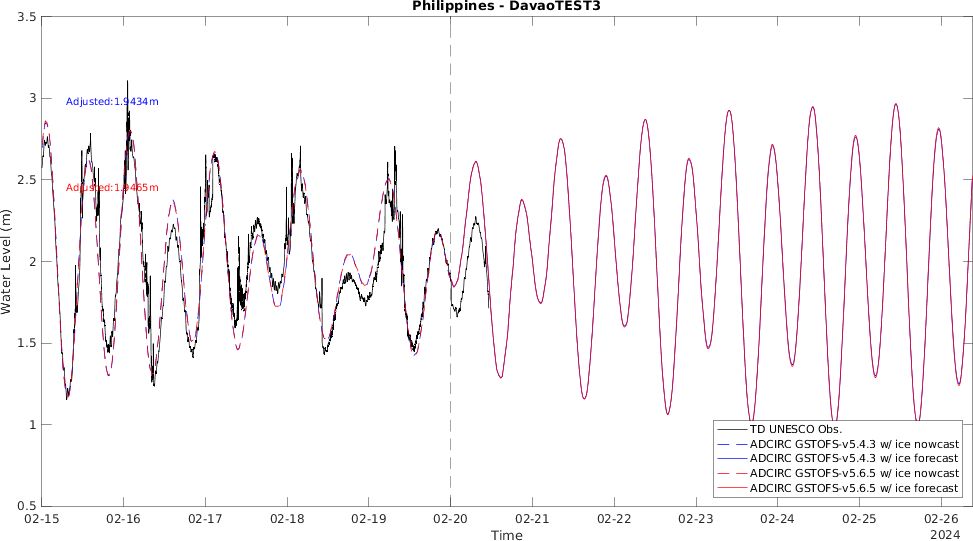 Philippines - DavaoTEST3
3.5
3
2.5
2
1.5
1
0.5
Water Level (m)
Adjusted:1.9434m
Adjusted:1.9465m
TD UNESCO Obs.
ADCIRC GSTOFS-v5.4.3 w/ ice nowcast
ADCIRC GSTOFS-v5.4.3 w/ ice forecast
ADCIRC GSTOFS-v5.6.5 w/ ice nowcast
ADCIRC GSTOFS-v5.6.5 w/ ice forecast
02-15 02-16 02-17 02-18 02-19 02-20 02-21 02-22 02-23 02-24 02-25 02-26
Time
2024